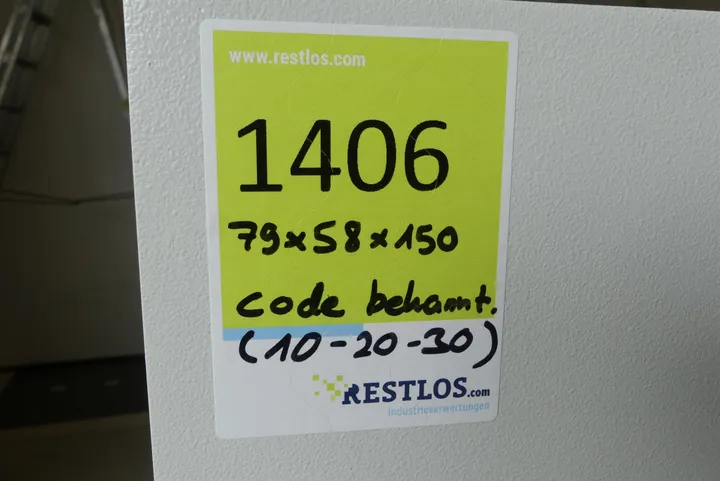 www.restlos.com
1406
79x58x150
code bekannt.
(10-20-30)
RESTLOS.com
industrieverwertungen